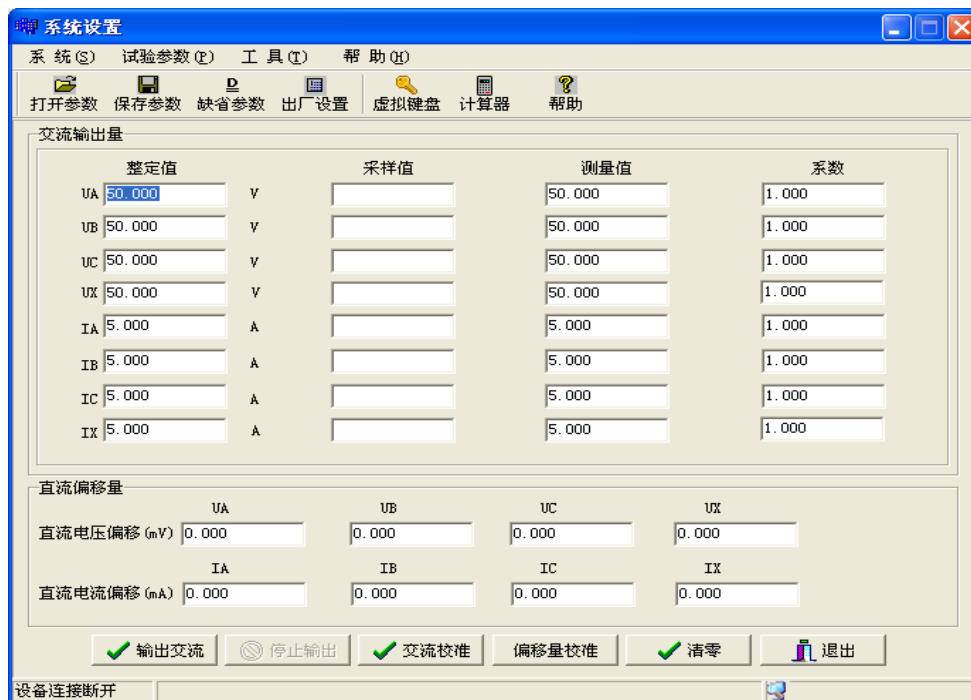 系统设置
系 统(S) 试验参数(P) 工 具(T) 帮 助(H)
打开参数 保存参数 缺省参数 出厂设置 虚拟键盘 计算器 帮助
交流输出量
整定值 采样值 测量值 系数
UA 50.000 V 50.000 1.000
UB 50.000 V 50.000 1.000
UC 50.000 V 50.000 1.000
UX 50.000 V 50.000 1.000
IA 5.000 A 5.000 1.000
IB 5.000 A 5.000 1.000
IC 5.000 A 5.000 1.000
IX 5.000 A 5.000 1.000
直流偏移量
UA UB UC UX
直流电压偏移(mV) 0.000 0.000 0.000 0.000
IA IB IC IX
直流电流偏移(mA) 0.000 0.000 0.000 0.000
输出交流 停止输出 交流校准 偏移量校准 清零 退出
设备连接断开